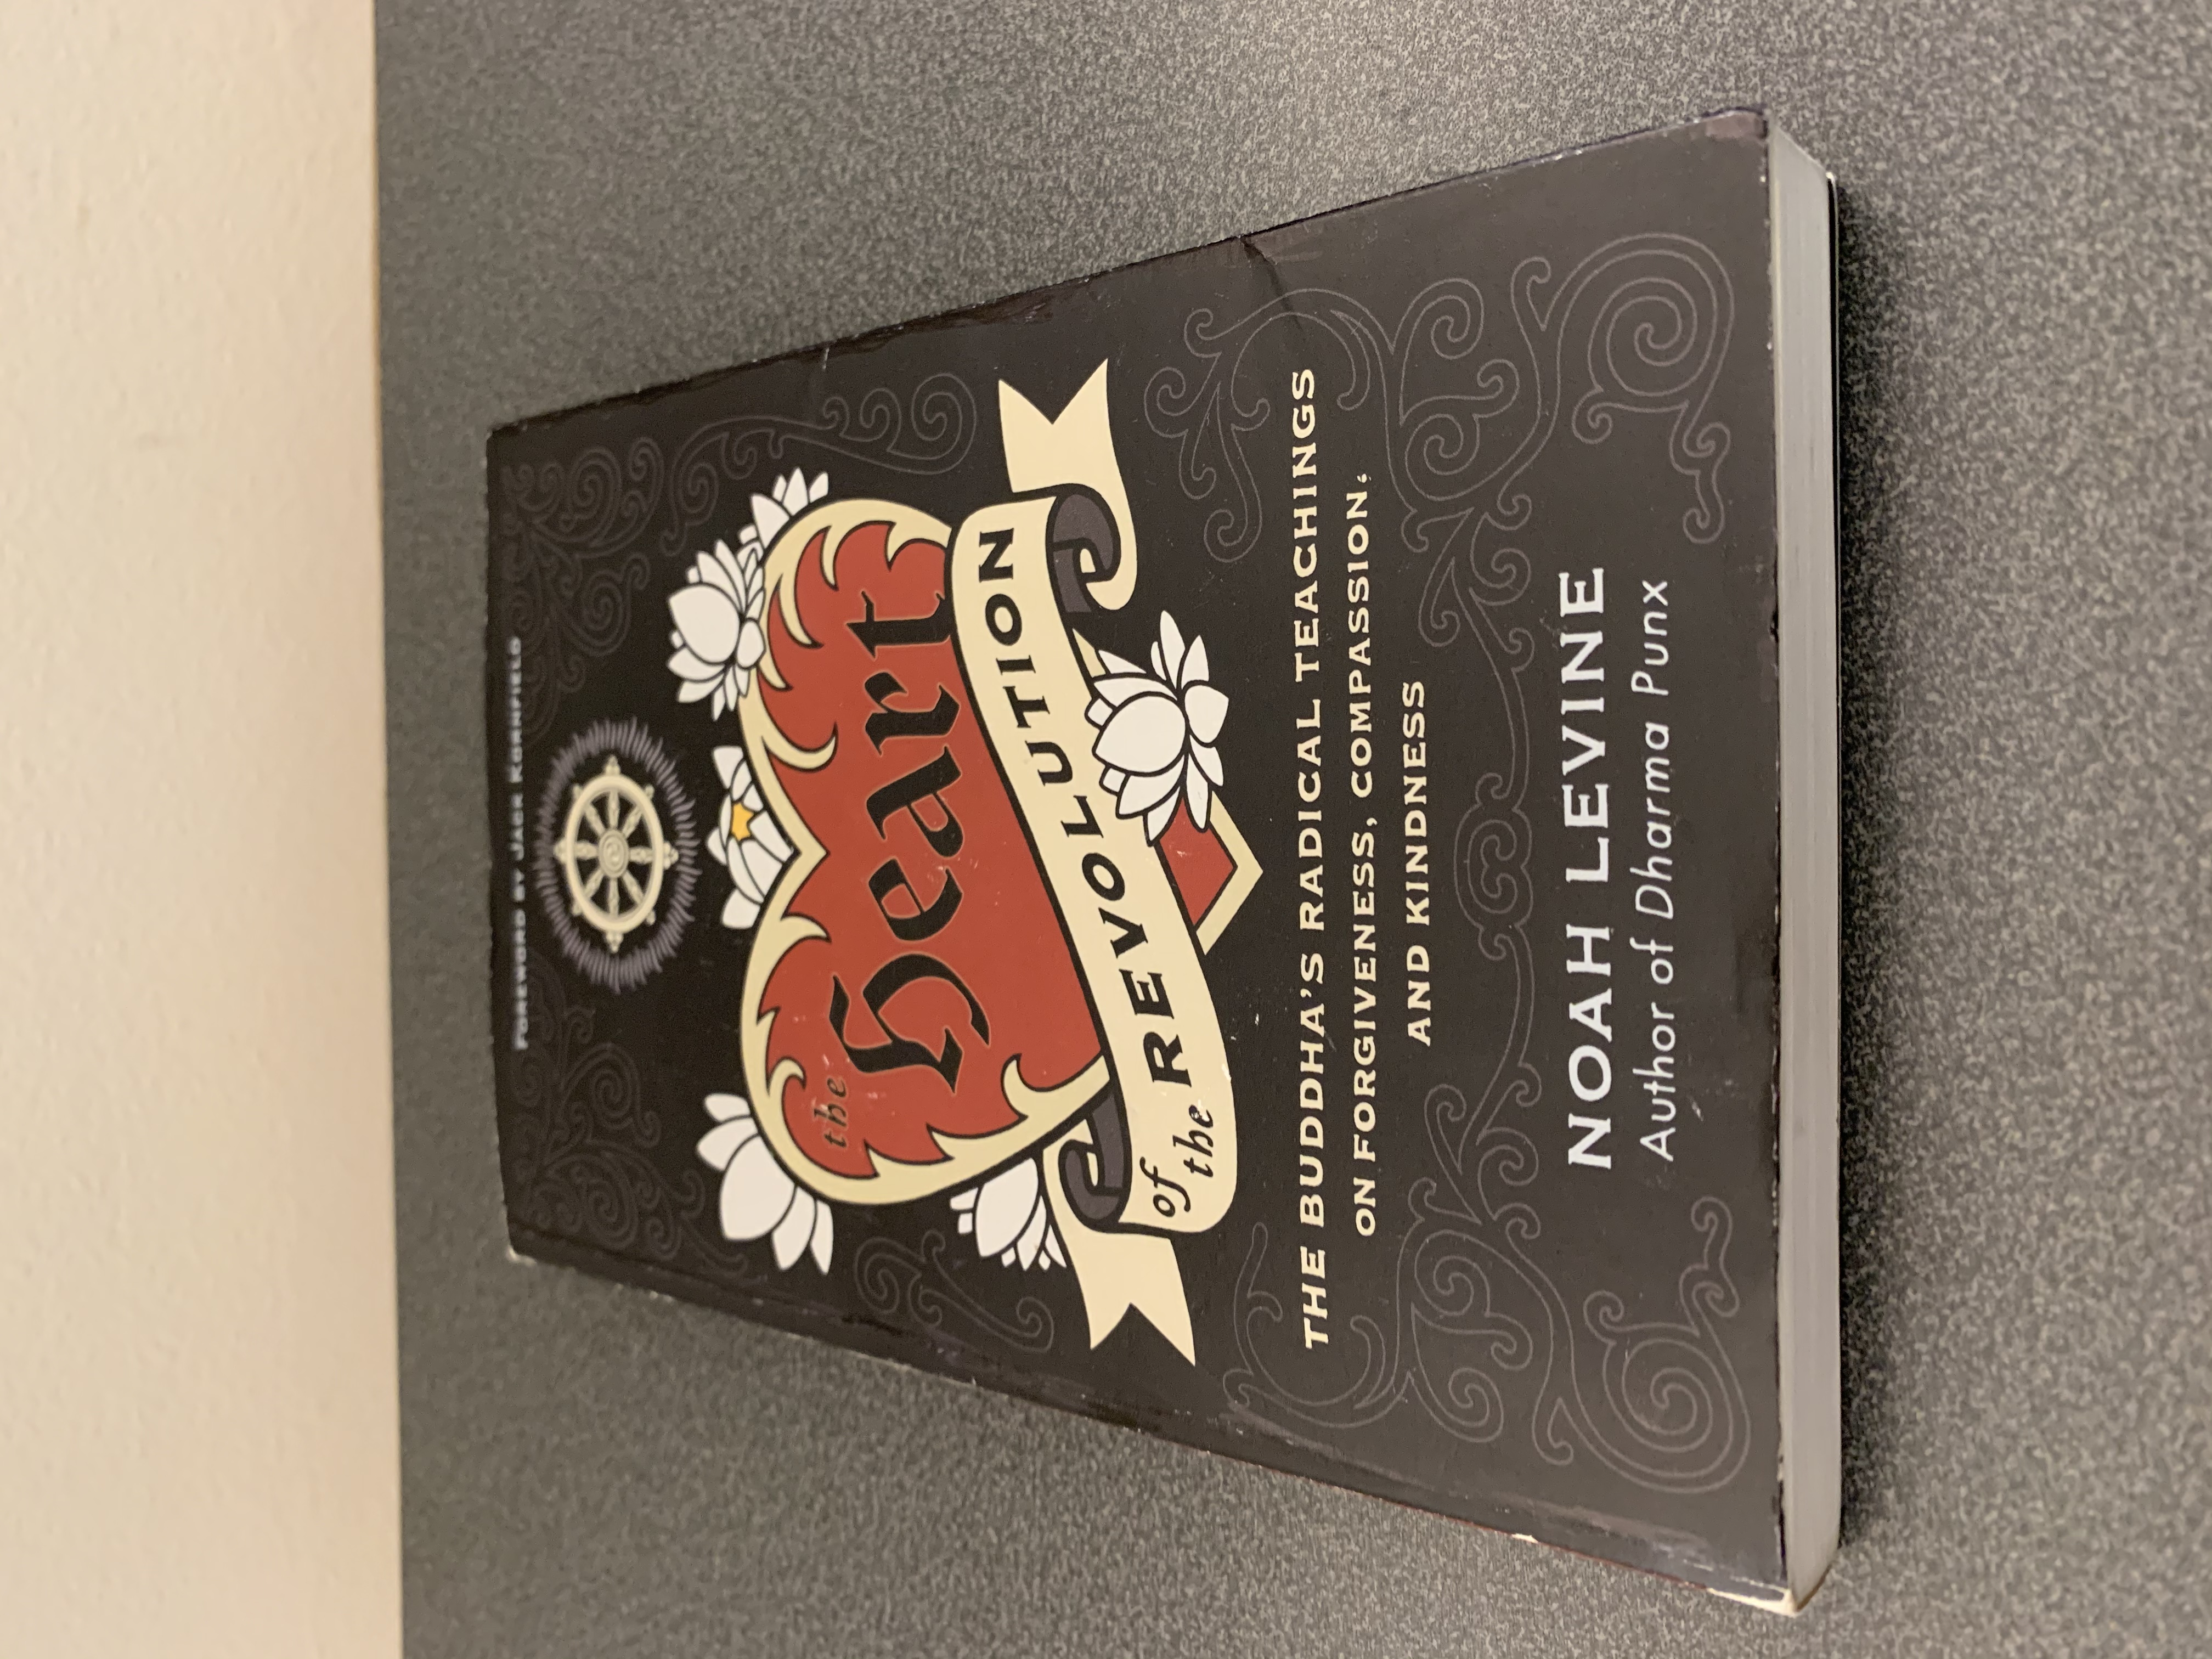 FOREWORD BY JACK KORNFIELD
the
Heart
of the REVOLUTION
THE BUDDHA'S RADICAL TEACHINGS
ON FORGIVENESS, COMPASSION,
AND KINDNESS
NOAH LEVINE
Author of Dharma Punx